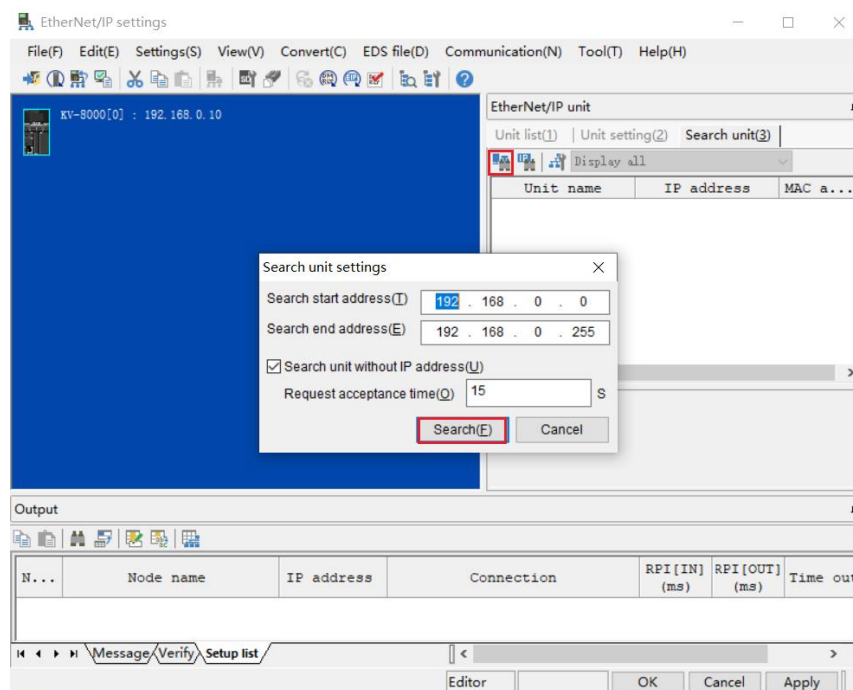 EtherNet/IP settings
File(F) Edit(E) Settings(S) View(V) Convert(C) EDS file(D) Communication(N) Tool(T) Help(H)
KV-8000[0] : 192.168.0.10
EtherNet/IP unit
Unit list(1) Unit setting(2) Search unit(3)
Display all
Unit name IP address MAC a...
Search unit settings
Search start address(T) 192 . 168 . 0 . 0
Search end address(E) 192 . 168 . 0 . 255
Search unit without IP address(U)
Request acceptance time(O) 15 S
Search(F) Cancel
Output
N... Node name IP address Connection RPI[IN] (ms) RPI[OUT] (ms) Time out
Message Verify Setup list
Editor OK Cancel Apply